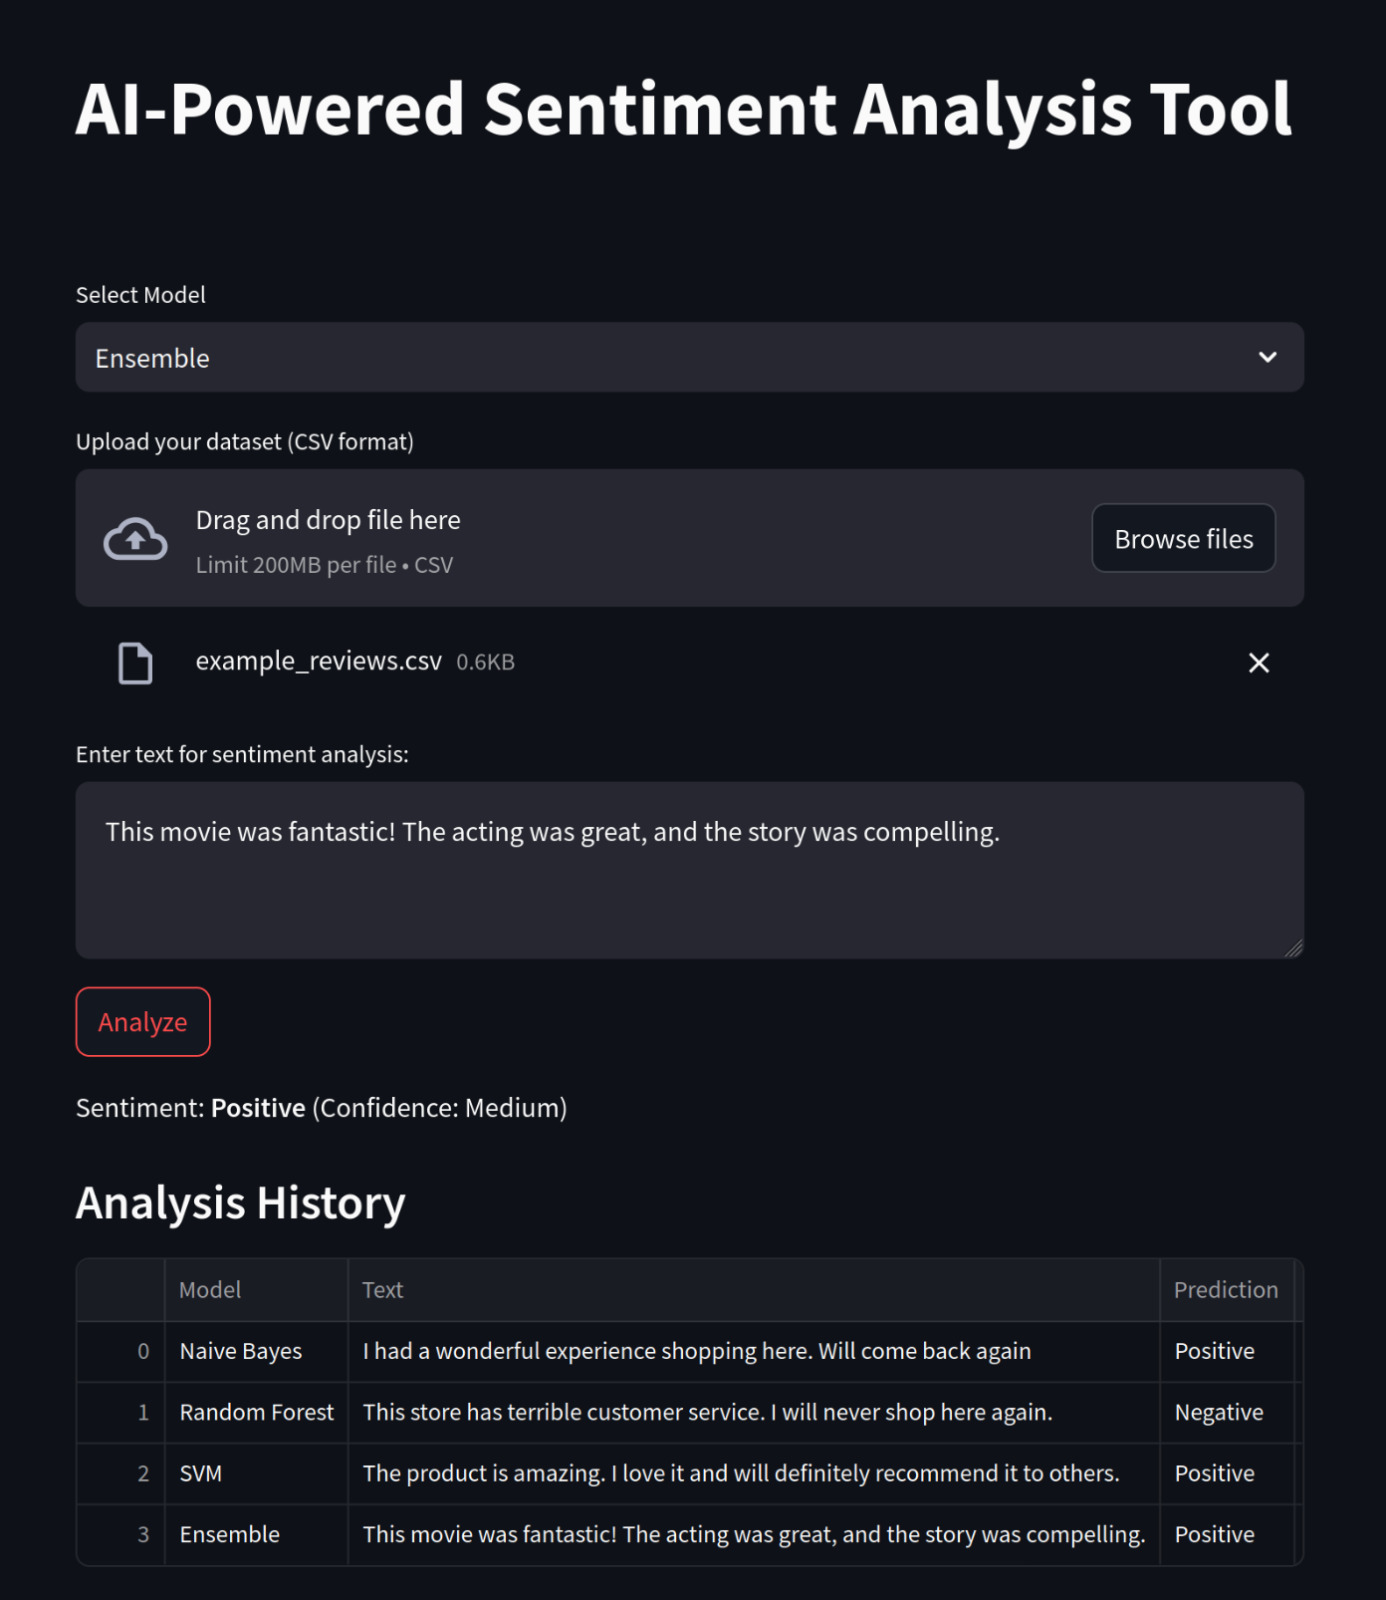 AI-Powered Sentiment Analysis Tool
Select Model
Ensemble
Upload your dataset (CSV format)
Drag and drop file here
Limit 200MB per file • CSV
Browse files
example_reviews.csv 0.6KB
Enter text for sentiment analysis:
This movie was fantastic! The acting was great, and the story was compelling.
Analyze
Sentiment: Positive (Confidence: Medium)
Analysis History
Model Text Prediction
0 Naive Bayes I had a wonderful experience shopping here. Will come back again Positive
1 Random Forest This store has terrible customer service. I will never shop here again. Negative
2 SVM The product is amazing. I love it and will definitely recommend it to others. Positive
3 Ensemble This movie was fantastic! The acting was great, and the story was compelling. Positive